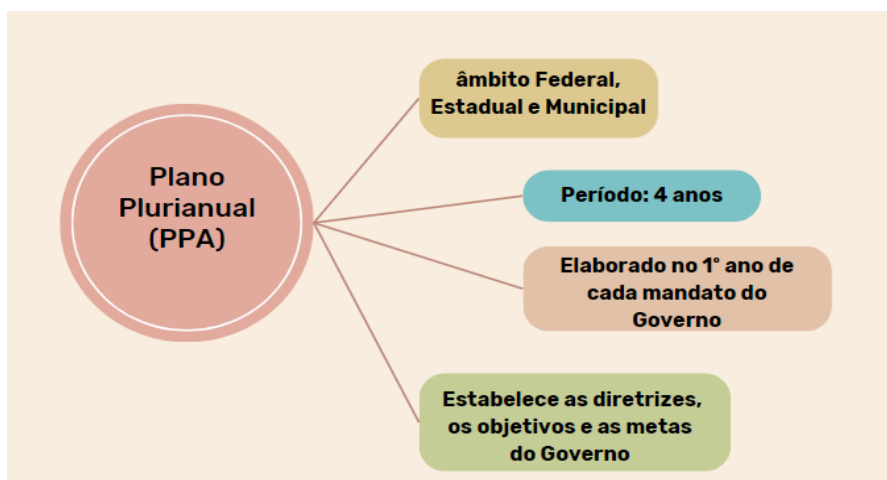 Plano
Plurianual
(PPA)
âmbito Federal,
Estadual e Municipal
Período: 4 anos
Elaborado no 1º ano de
cada mandato do
Governo
Estabelece as diretrizes,
os objetivos e as metas
do Governo